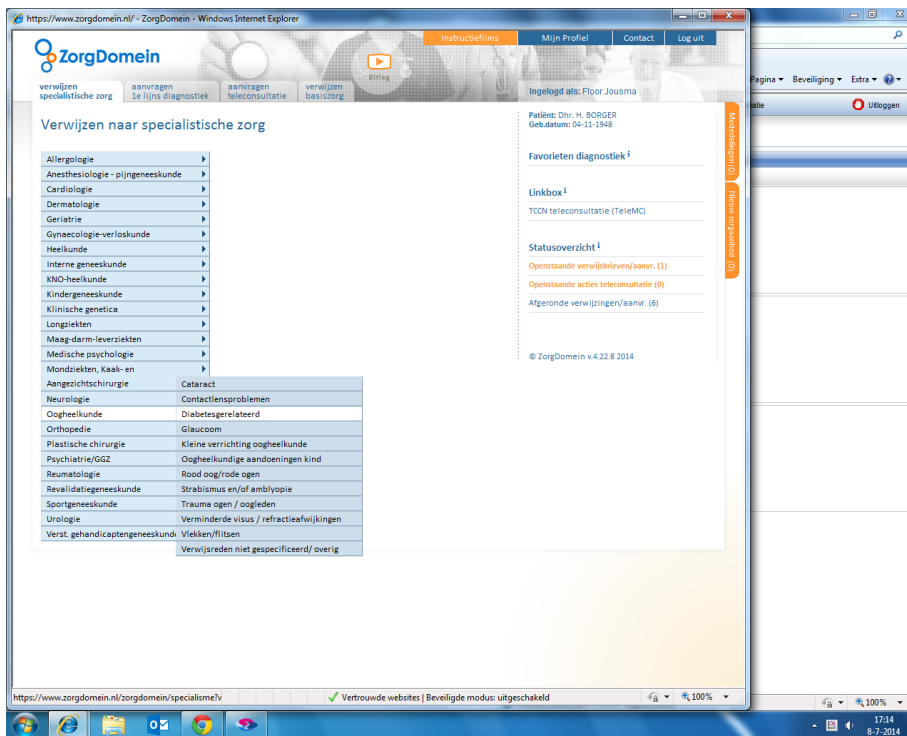 https://www.zorgdomein.nl/ - ZorgDomein - Windows Internet Explorer
Instructiefilms
Mijn Profiel
Contact
Log uit
ZorgDomein
Uitleg
verwijzen
specialistische zorg
aanvragen
1e lijns diagnostiek
aanvragen
teleconsultatie
verwijzen
basiszorg
Ingelogd als: Floor Jousma
Pagina
Beveiliging
Extra
atie
Uitloggen
Verwijzen naar specialistische zorg
Patiënt: Dhr. H. BORGER
Geb.datum: 04-11-1948
Favorieten diagnostiek i
Linkbox i
TCCN teleconsultatie (TeleMC)
Statusoverzicht i
Openstaande verwijsbrieven/aanvr. (1)
Openstaande acties teleconsultatie (0)
Afgeronde verwijzingen/aanvr. (6)
© ZorgDomein v.4.22.8 2014
Mededelingen (0)
Nieuw zorgaanbod (0)
Allergologie
Anesthesiologie - pijngeneeskunde
Cardiologie
Dermatologie
Geriatrie
Gynaecologie-verloskunde
Heelkunde
Interne geneeskunde
KNO-heelkunde
Kindergeneeskunde
Klinische genetica
Longziekten
Maag-darm-leverziekten
Medische psychologie
Mondziekten, Kaak- en
Aangezichtschirurgie
Neurologie
Oogheelkunde
Orthopedie
Plastische chirurgie
Psychiatrie/GGZ
Reumatologie
Revalidatiegeneeskunde
Sportgeneeskunde
Urologie
Verst. gehandicaptengeneeskunde
Cataract
Contactlensproblemen
Diabetesgerelateerd
Glaucoom
Kleine verrichting oogheelkunde
Oogheelkundige aandoeningen kind
Rood oog/rode ogen
Strabismus en/of amblyopie
Trauma ogen / oogleden
Verminderde visus / refractieafwijkingen
Vlekken/flitsen
Verwijsreden niet gespecificeerd/ overig
https://www.zorgdomein.nl/zorgdomein/specialisme?v
Vertrouwde websites | Beveiligde modus: uitgeschakeld
100%
100%
17:14
8-7-2014